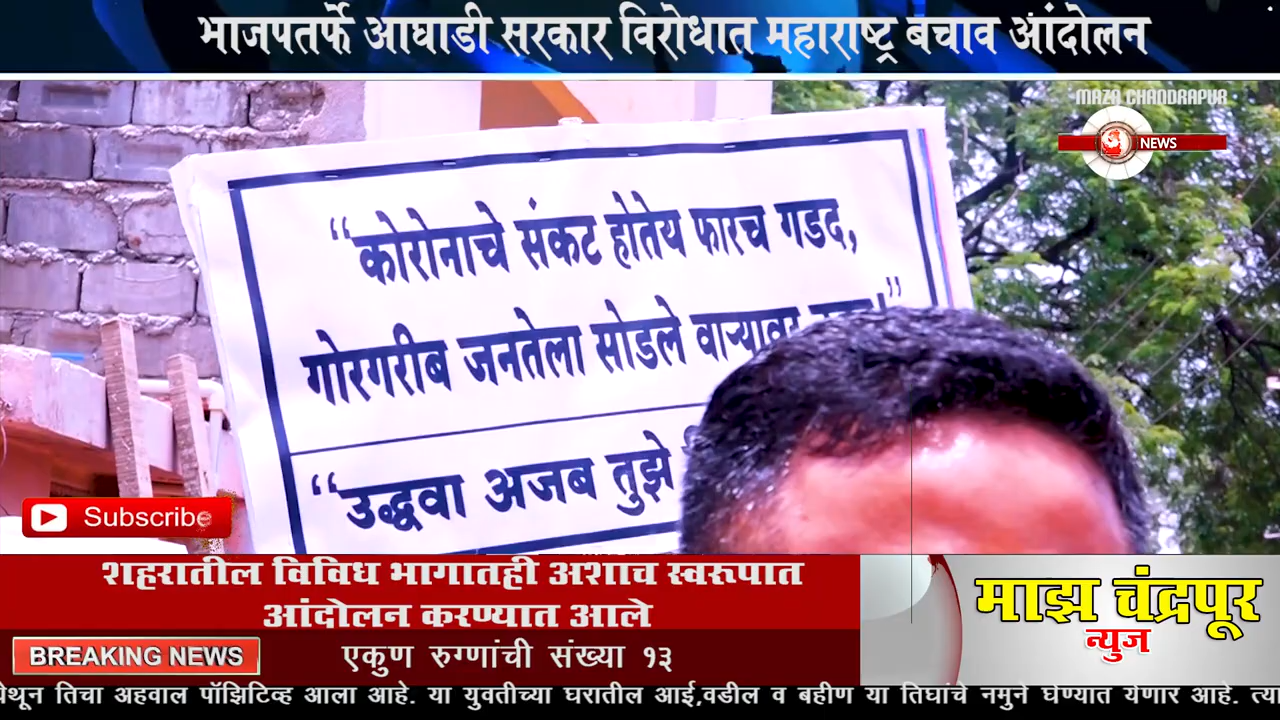 भाजपतर्फे आघाडी सरकार विरोधात महाराष्ट्र बचाव आंदोलन
MAZA CHANDRAPUR
NEWS
“कोरोनाचे संकट होतेय फारच गडद,
गोरगरीब जनतेला सोडले वाऱ्यावर
“उद्धवा अजब तुझे
Subscribe
शहरातील विविध भागातही अशाच स्वरूपात
आंदोलन करण्यात आले
माझ चंद्रपूर
न्युज
BREAKING NEWS
एकुण रुग्णांची संख्या १३
येथून तिचा अहवाल पॉझिटिव्ह आला आहे. या युवतीच्या घरातील आई,वडील व बहीण या तिघांचे नमुने घेण्यात येणार आहे.